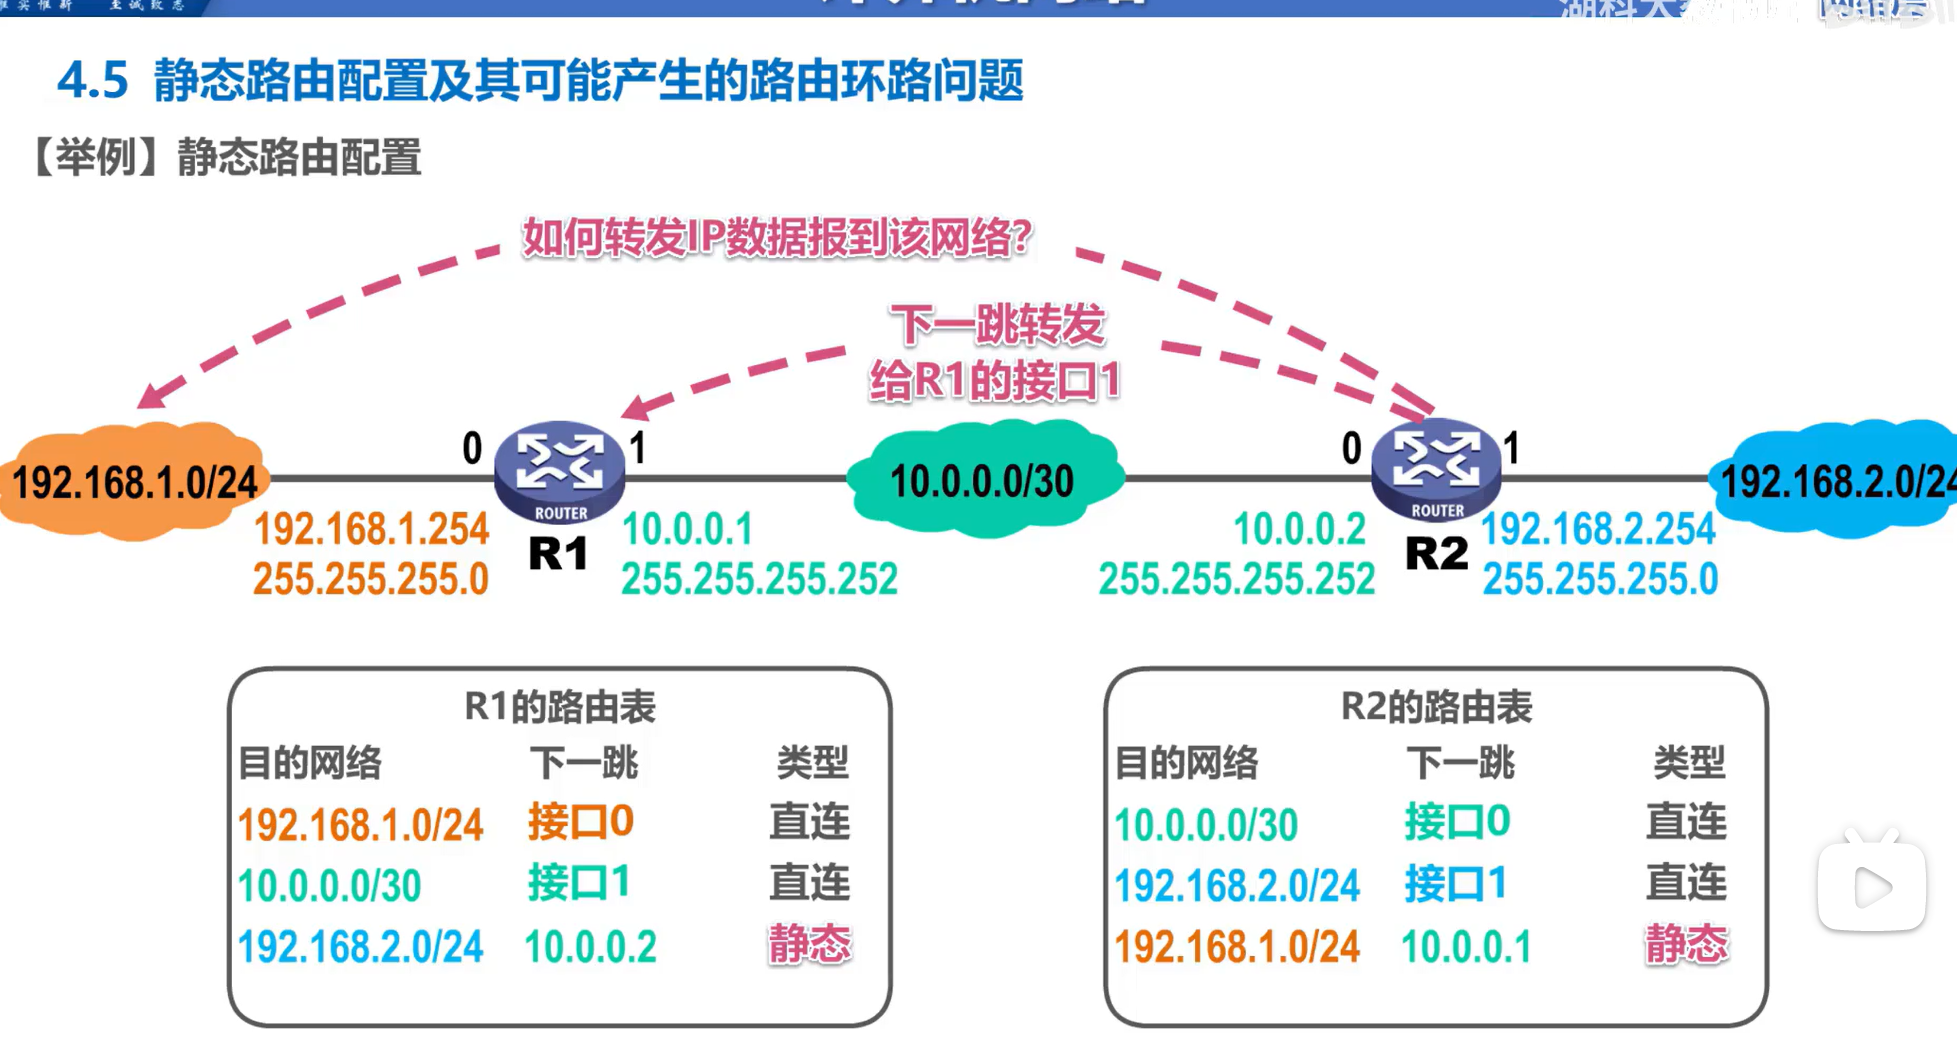 4.5 静态路由配置及其可能产生的路由环路问题
【举例】静态路由配置
如何转发IP数据报到该网络?
下一跳转发
给R1的接口1
0
1
0
1
192.168.1.0/24
10.0.0.0/30
192.168.2.0/24
ROUTER
ROUTER
192.168.1.254
255.255.255.0
R1
10.0.0.1
255.255.255.252
10.0.0.2
255.255.255.252
R2
192.168.2.254
255.255.255.0
R1的路由表
目的网络 下一跳 类型
192.168.1.0/24 接口0 直连
10.0.0.0/30 接口1 直连
192.168.2.0/24 10.0.0.2 静态
R2的路由表
目的网络 下一跳 类型
10.0.0.0/30 接口0 直连
192.168.2.0/24 接口1 直连
192.168.1.0/24 10.0.0.1 静态